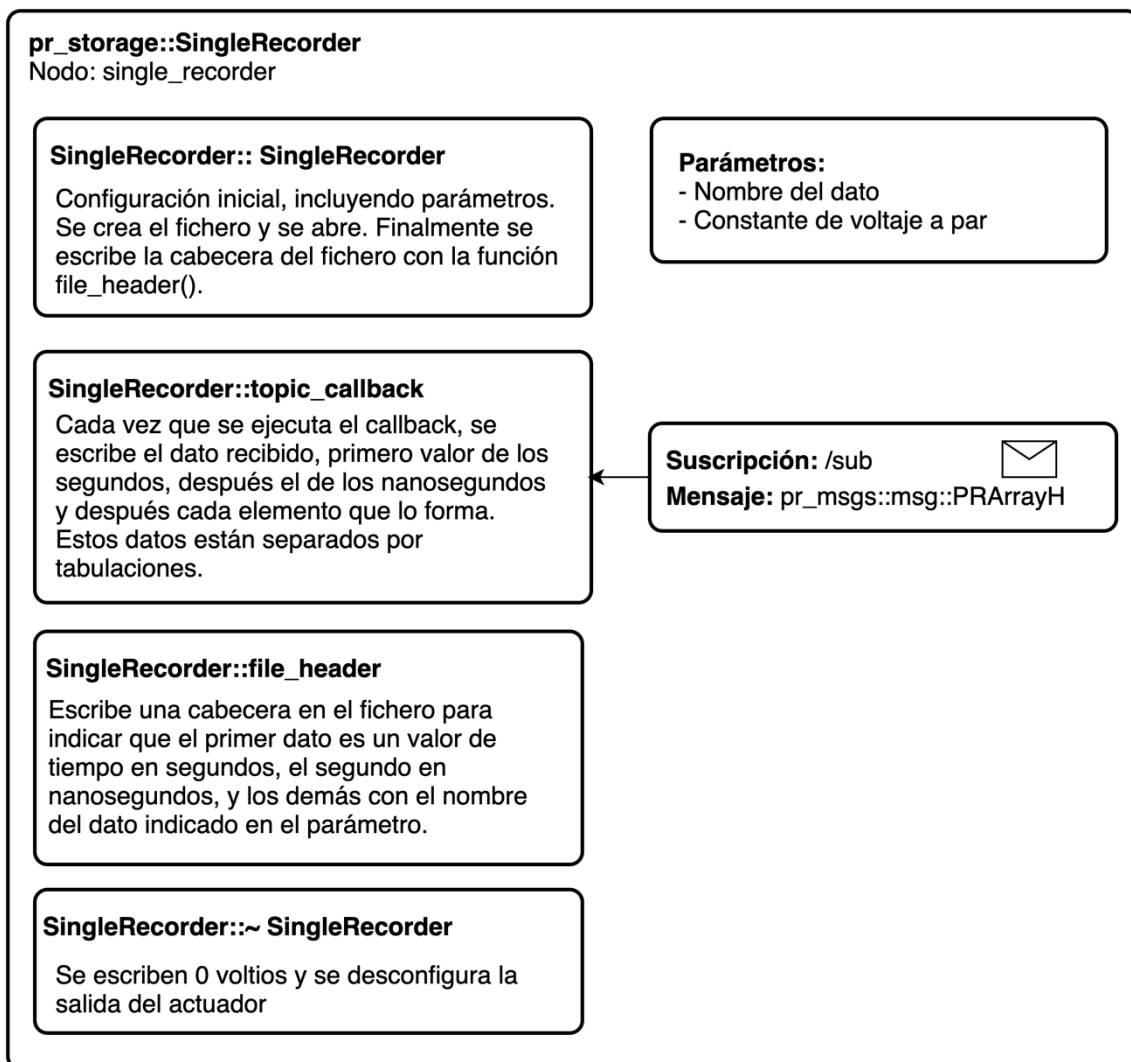 pr_storage::SingleRecorder
Nodo: single_recorder
SingleRecorder:: SingleRecorder
Configuración inicial, incluyendo parámetros.
Se crea el fichero y se abre. Finalmente se
escribe la cabecera del fichero con la función
file_header().
Parámetros:
- Nombre del dato
- Constante de voltaje a par
SingleRecorder::topic_callback
Cada vez que se ejecuta el callback, se
escribe el dato recibido, primero valor de los
segundos, después el de los nanosegundos
y después cada elemento que lo forma.
Estos datos están separados por
tabulaciones.
Suscripción: /sub
Mensaje: pr_msgs::msg::PRArrayH
SingleRecorder::file_header
Escribe una cabecera en el fichero para
indicar que el primer dato es un valor de
tiempo en segundos, el segundo en
nanosegundos, y los demás con el nombre
del dato indicado en el parámetro.
SingleRecorder::~ SingleRecorder
Se escriben 0 voltios y se desconfigura la
salida del actuador